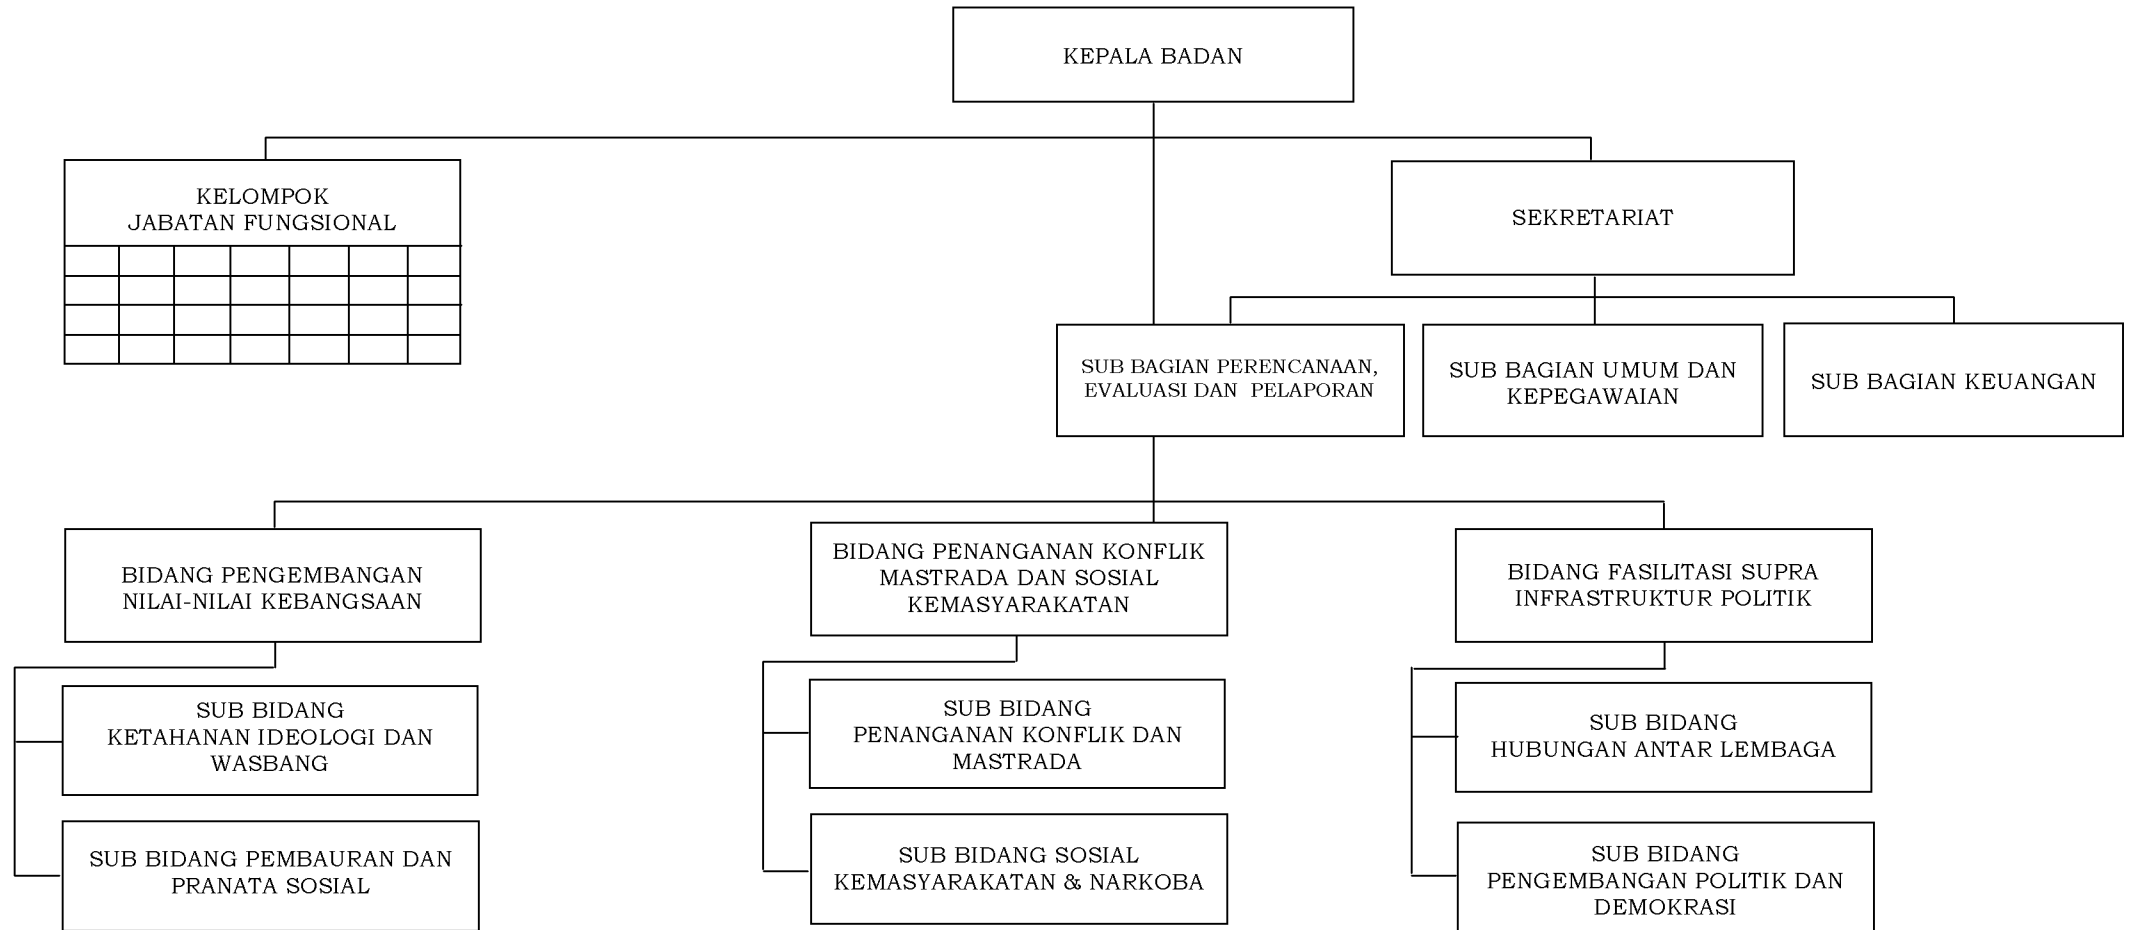 KEPALA BADAN
KELOMPOK
JABATAN FUNGSIONAL
SEKRETARIAT
SUB BAGIAN PERENCANAAN,
EVALUASI DAN PELAPORAN
SUB BAGIAN UMUM DAN
KEPEGAWAIAN
SUB BAGIAN KEUANGAN
BIDANG PENGEMBANGAN
NILAI-NILAI KEBANGSAAN
BIDANG PENANGANAN KONFLIK
MASTRADA DAN SOSIAL
KEMASYARAKATAN
BIDANG FASILITASI SUPRA
INFRASTRUKTUR POLITIK
SUB BIDANG
KETAHANAN IDEOLOGI DAN
WASBANG
SUB BIDANG
PENANGANAN KONFLIK DAN
MASTRADA
SUB BIDANG
HUBUNGAN ANTAR LEMBAGA
SUB BIDANG PEMBAURAN DAN
PRANATA SOSIAL
SUB BIDANG SOSIAL
KEMASYARAKATAN & NARKOBA
SUB BIDANG
PENGEMBANGAN POLITIK DAN
DEMOKRASI